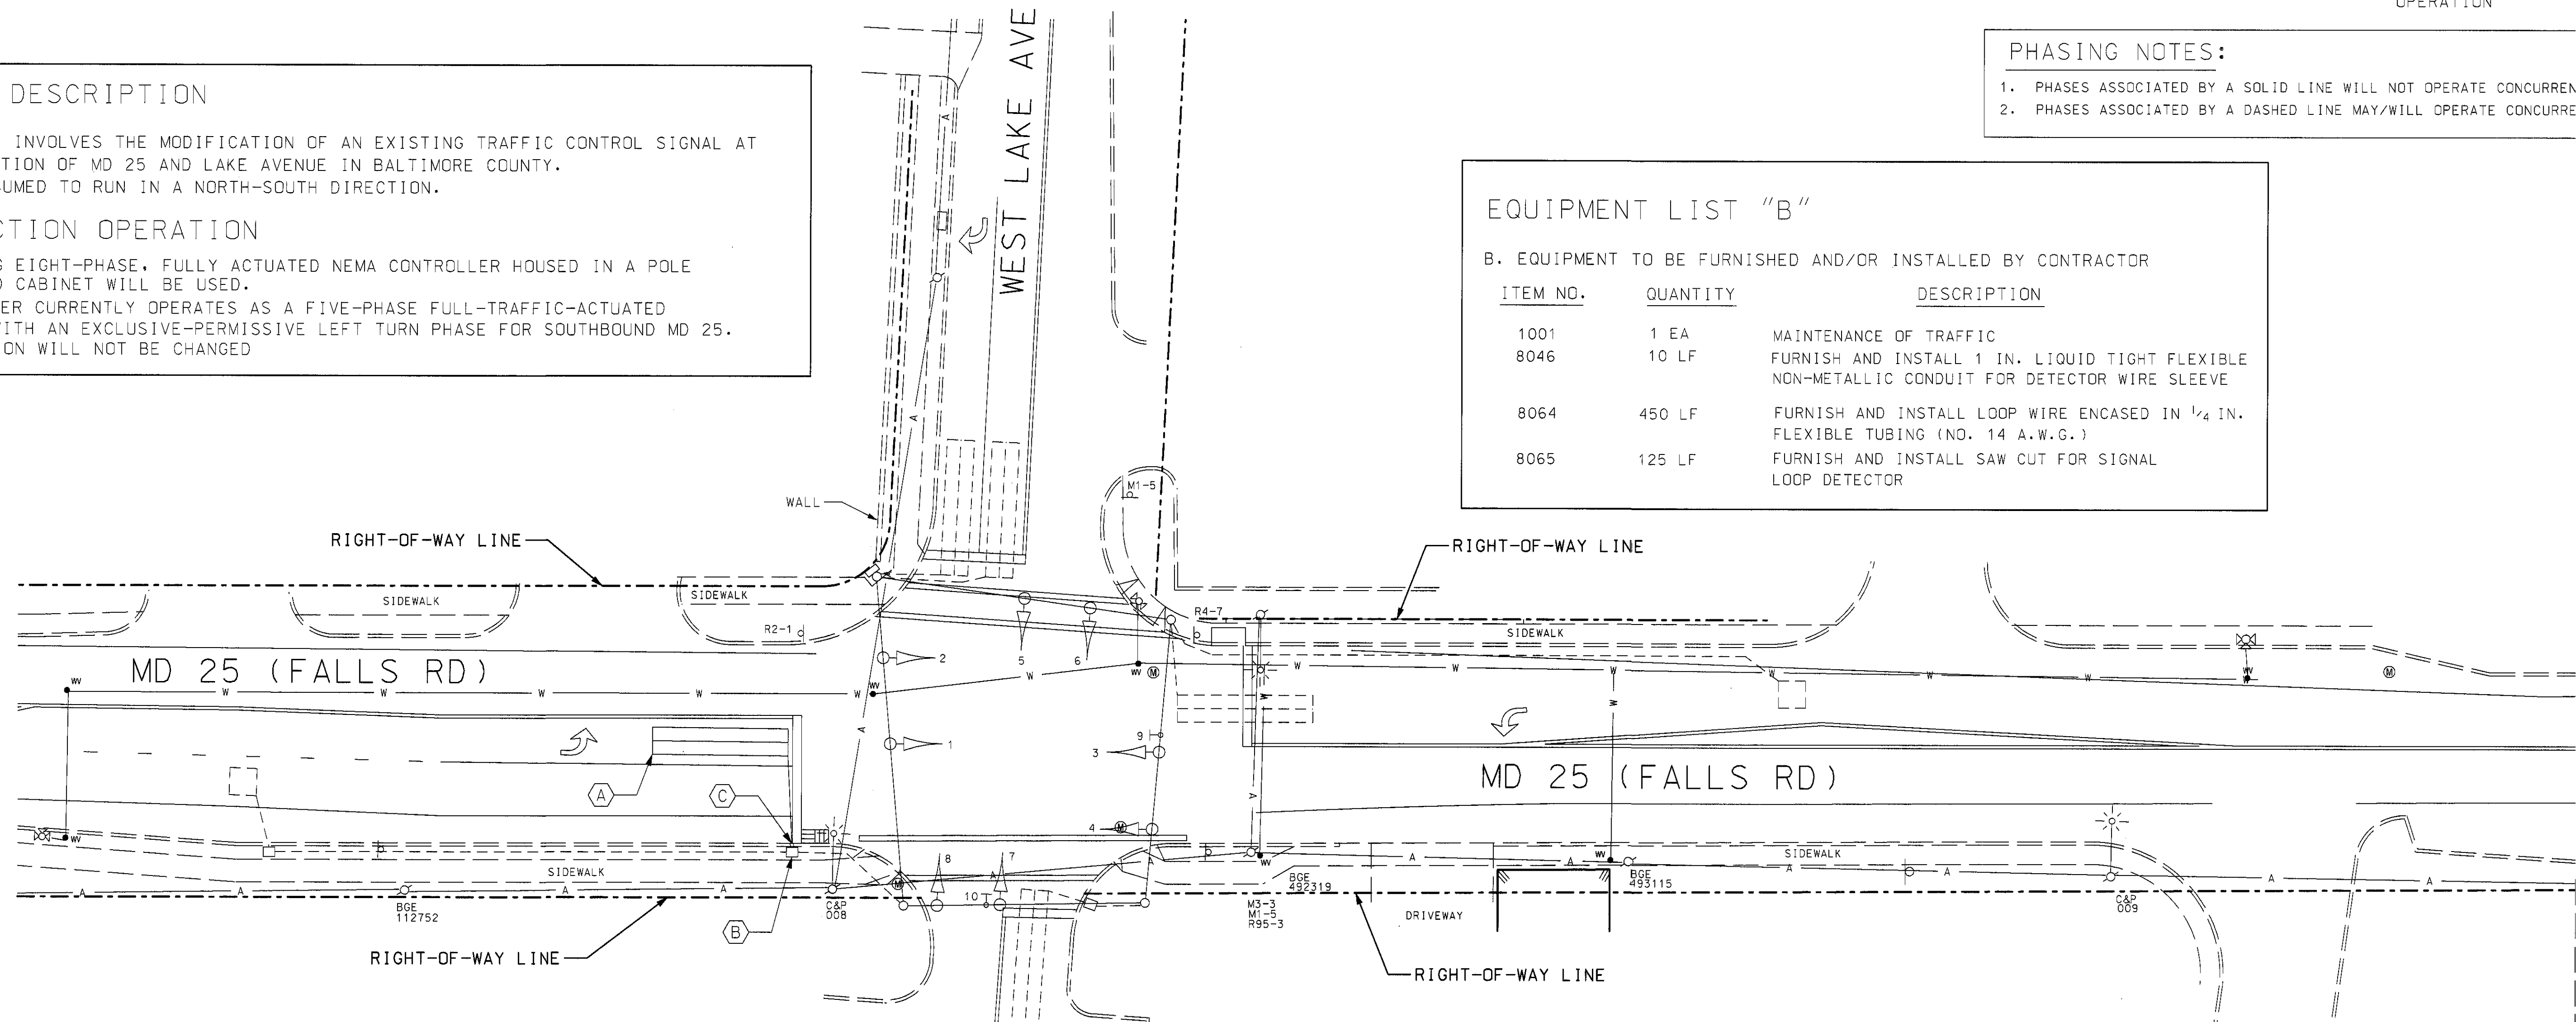 OPERATION
PHASING NOTES:
1. PHASES ASSOCIATED BY A SOLID LINE WILL NOT OPERATE
2. PHASES ASSOCIATED BY A DASHED LINE MAY/WILL OPERATE
DESCRIPTION
INVOLVES THE MODIFICATION OF AN EXISTING TRAFFIC CONTROL SIGNAL AT
OF MD 25 AND LAKE AVENUE IN BALTIMORE COUNTY.
TO RUN IN A NORTH-SOUTH DIRECTION.
OPERATION
EIGHT-PHASE, FULLY ACTUATED NEMA CONTROLLER HOUSED IN A POLE
CABINET WILL BE USED.
CURRENTLY OPERATES AS A FIVE-PHASE FULL-TRAFFIC-ACTUATED
AN EXCLUSIVE-PERMISSIVE LEFT TURN PHASE FOR SOUTHBOUND MD 25.
WILL NOT BE CHANGED
WEST LAKE AVE
EQUIPMENT LIST "B"
B. EQUIPMENT TO BE FURNISHED AND/OR INSTALLED BY CONTRACTOR
ITEM NO. QUANTITY DESCRIPTION
1001 1 EA MAINTENANCE OF TRAFFIC
8046 10 LF FURNISH AND INSTALL 1 IN. LIQUID TIGHT FLEXIBLE
NON-METALLIC CONDUIT FOR DETECTOR WIRE SLEEVE
8064 450 LF FURNISH AND INSTALL LOOP WIRE ENCASED IN 1/4 IN.
FLEXIBLE TUBING (NO. 14 A.W.G.)
8065 125 LF FURNISH AND INSTALL SAW CUT FOR SIGNAL
LOOP DETECTOR
WALL
M1-5
RIGHT-OF-WAY LINE
RIGHT-OF-WAY LINE
SIDEWALK
SIDEWALK
R2-1
R4-7
SIDEWALK
5
6
2
MD 25 (FALLS RD)
WV
W W W W W
WV
W
WV
M
W W W W W W
WV
M
W
W
A
A
A
1
9
3
MD 25 (FALLS RD)
A
C
A
A
4
M
WV
SIDEWALK
8
7
A
M
A
10
WV
A
WV
A
SIDEWALK
A
A
A
A
A A A A A
BGE
112752
C&P
008
B
BGE
492319
BGE
493115
M3-3
M1-5
R95-3
DRIVEWAY
C&P
009
RIGHT-OF-WAY LINE
RIGHT-OF-WAY LINE